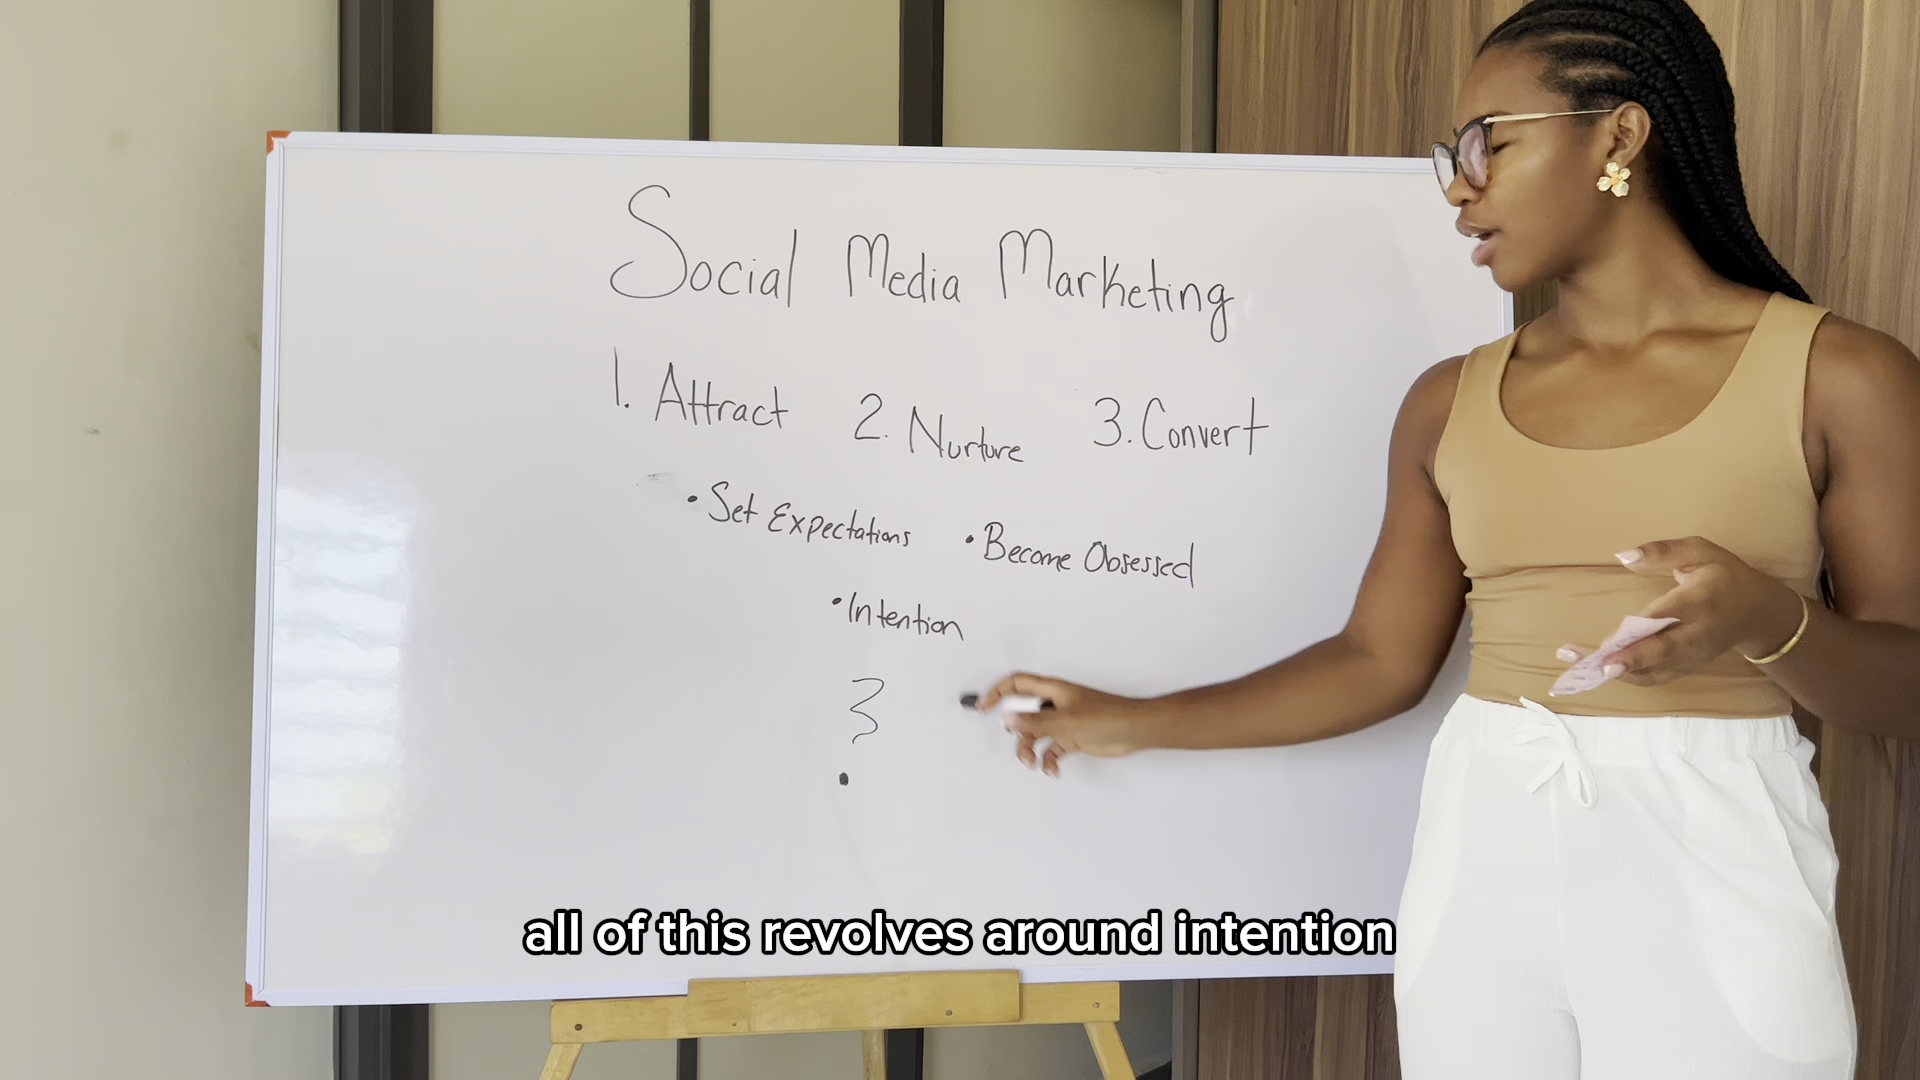 Social Media Marketing
1. Attract 2. Nurture 3. Convert
• Set Expectations • Become Obsessed
• Intention
all of this revolves around intention